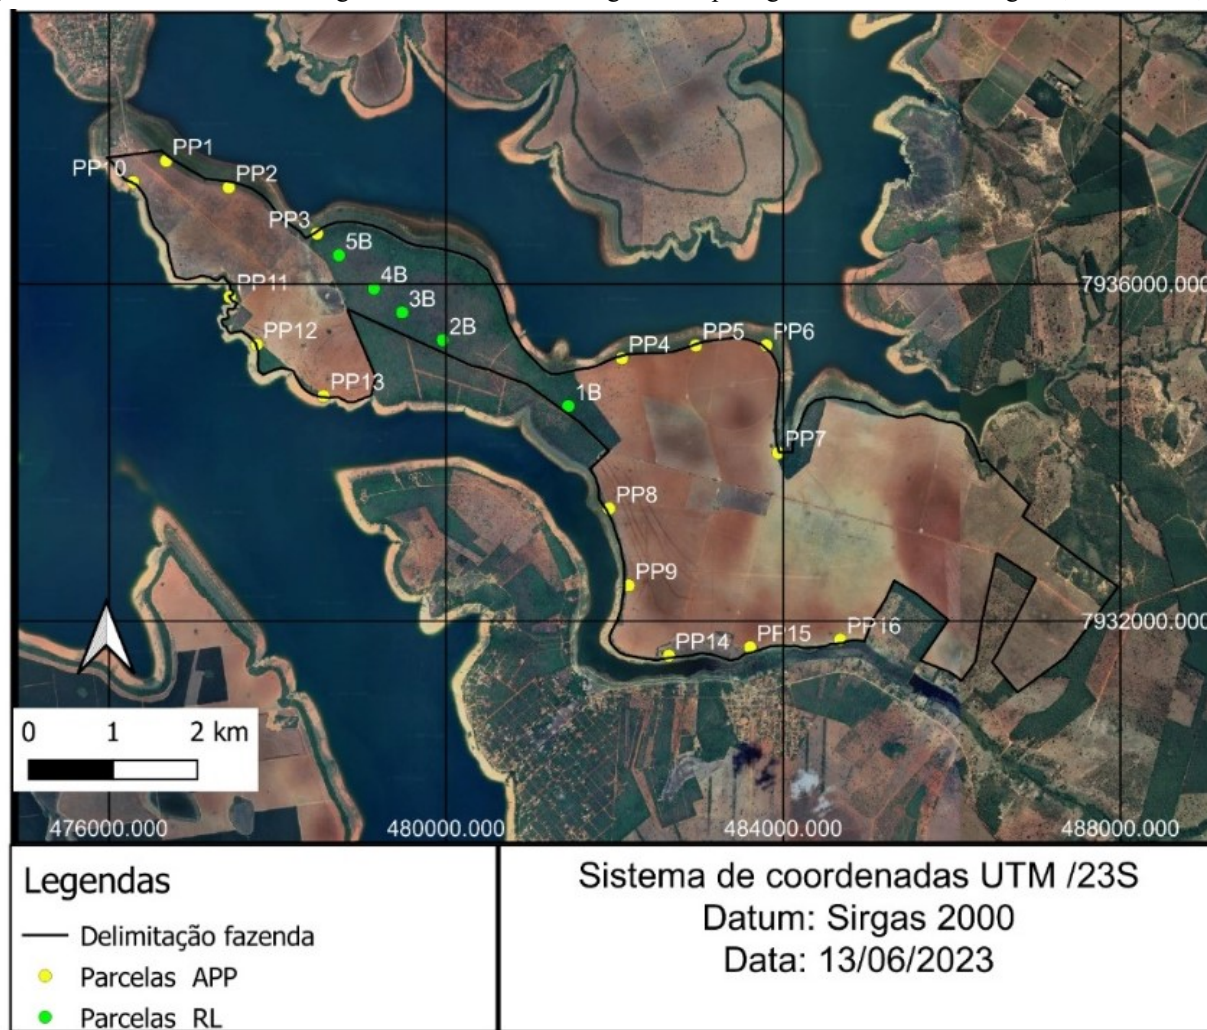 PP1
PP10
PP2
PP3
5B
4B
7936000.000
PP11
3B
2B
PP12
PP4
PP5
PP6
PP13
1B
PP7
PP8
PP9
7932000.000
PP14
PP15
PP16
0 1 2 km
476000.000 480000.000 484000.000 488000.000
Legendas
Delimitação fazenda
Parcelas APP
Parcelas RL
Sistema de coordenadas UTM /23S
Datum: Sirgas 2000
Data: 13/06/2023